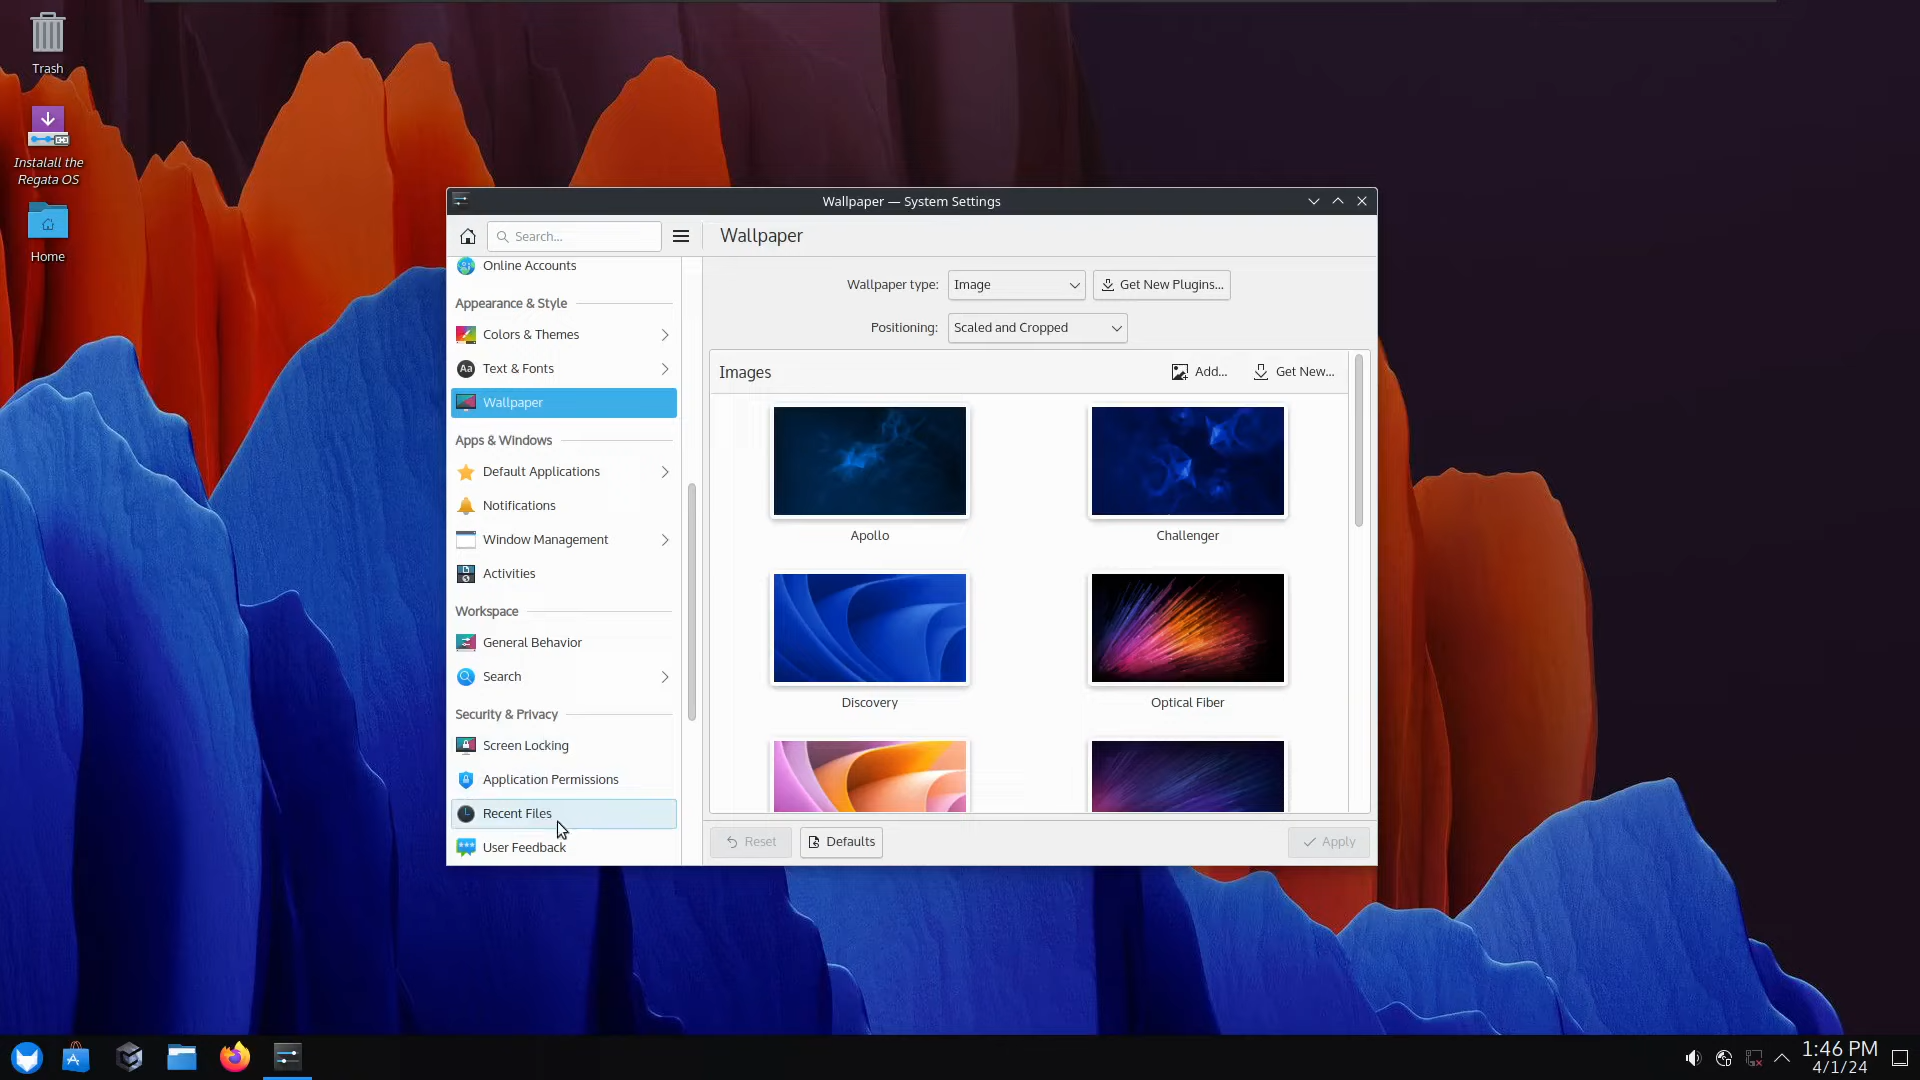 Trash
Instalall the
Regata OS
Home
Wallpaper — System Settings
Search...
Wallpaper
Online Accounts
Appearance & Style
Colors & Themes
Aa Text & Fonts
Wallpaper
Apps & Windows
Default Applications
Notifications
Window Management
Activities
Workspace
General Behavior
Search
Security & Privacy
Screen Locking
Application Permissions
Recent Files
User Feedback
Wallpaper type: Image Get New Plugins...
Positioning: Scaled and Cropped
Images Add... Get New...
Apollo Challenger
Discovery Optical Fiber
Reset Defaults Apply
1:46 PM
4/1/24